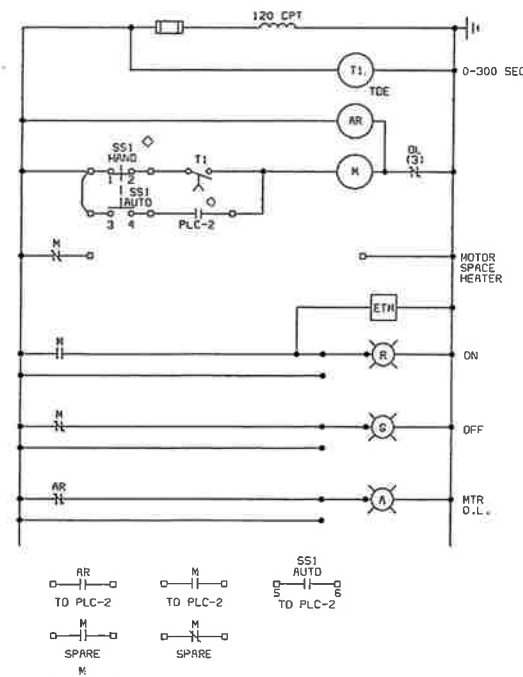 120 CPT
T1
0-300 SEC
TDE
AR
SS1
HAND
T1
M
OL
(3)
1 2
SS1
AUTO
3 4
PLC-2
M
MOTOR
SPACE
HEATER
ETM
M
R
ON
M
G
OFF
AR
A
MTR
O.L.
AR
TO PLC-2
M
TO PLC-2
SS1
AUTO
5 6
TO PLC-2
M
SPARE
M
M
SPARE